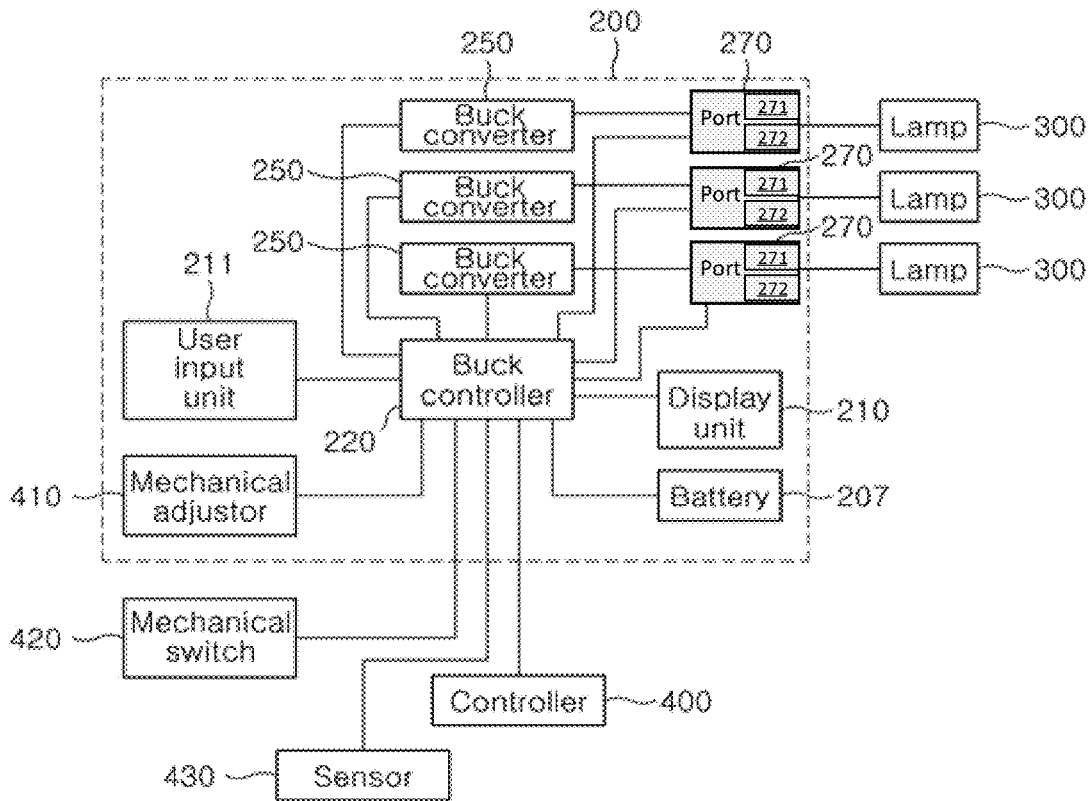 200
250
270
Buck
converter
Port
271
272
Lamp
300
250
270
Buck
converter
Port
271
272
Lamp
300
250
270
Buck
converter
Port
271
272
Lamp
300
211
User
input
unit
Buck
controller
220
Display
unit
210
410
Mechanical
adjustor
Battery
207
420
Mechanical
switch
Controller
400
430
Sensor